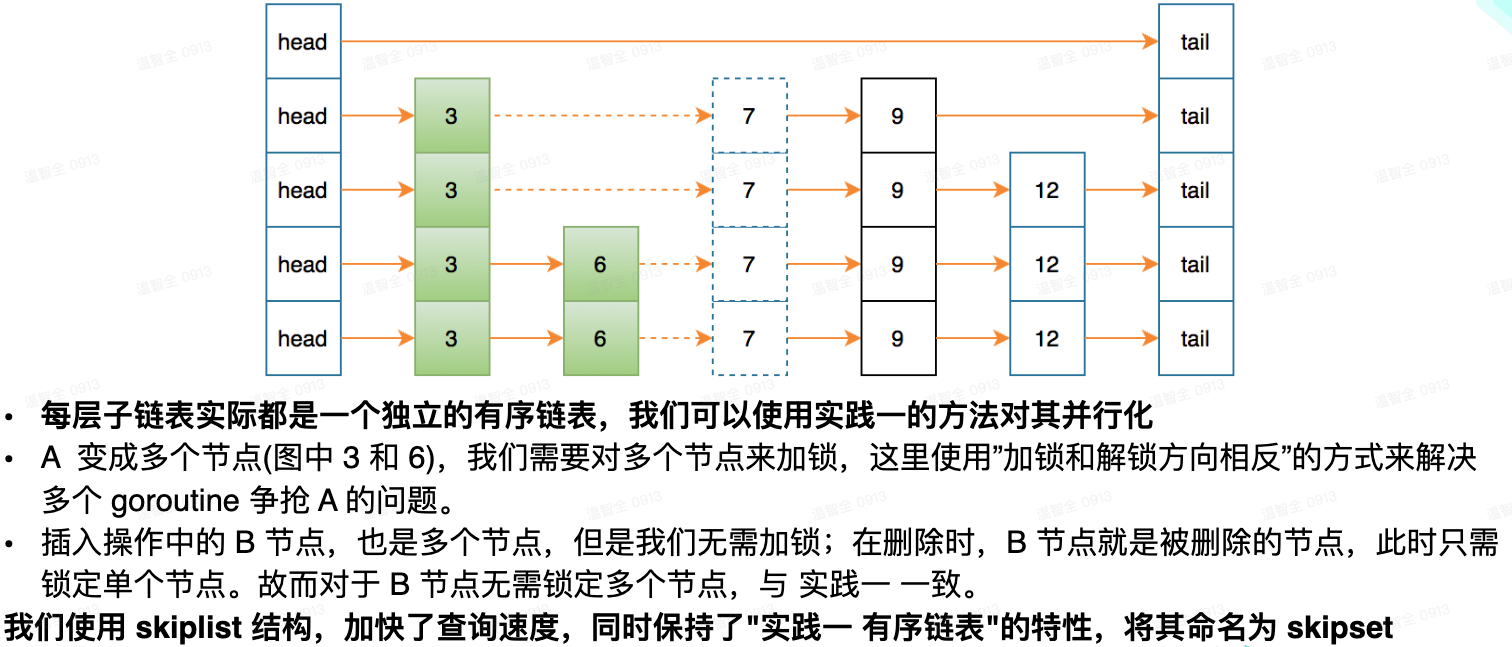 head tail
head 3 7 9 tail
head 3 7 9 12 tail
head 3 6 7 9 12 tail
head 3 6 7 9 12 tail
• 每层子链表实际都是一个独立的有序链表，我们可以使用实践一的方法对其并行化
• A 变成多个节点(图中 3 和 6)，我们需要对多个节点来加锁，这里使用”加锁和解锁方向相反”的方式来解决
多个 goroutine 争抢 A 的问题。
• 插入操作中的 B 节点，也是多个节点，但是我们无需加锁；在删除时，B 节点就是被删除的节点，此时只需
锁定单个节点。故而对于 B 节点无需锁定多个节点，与 实践一 一致。
我们使用 skiplist 结构，加快了查询速度，同时保持了"实践一 有序链表"的特性，将其命名为 skipset
温智全 0913